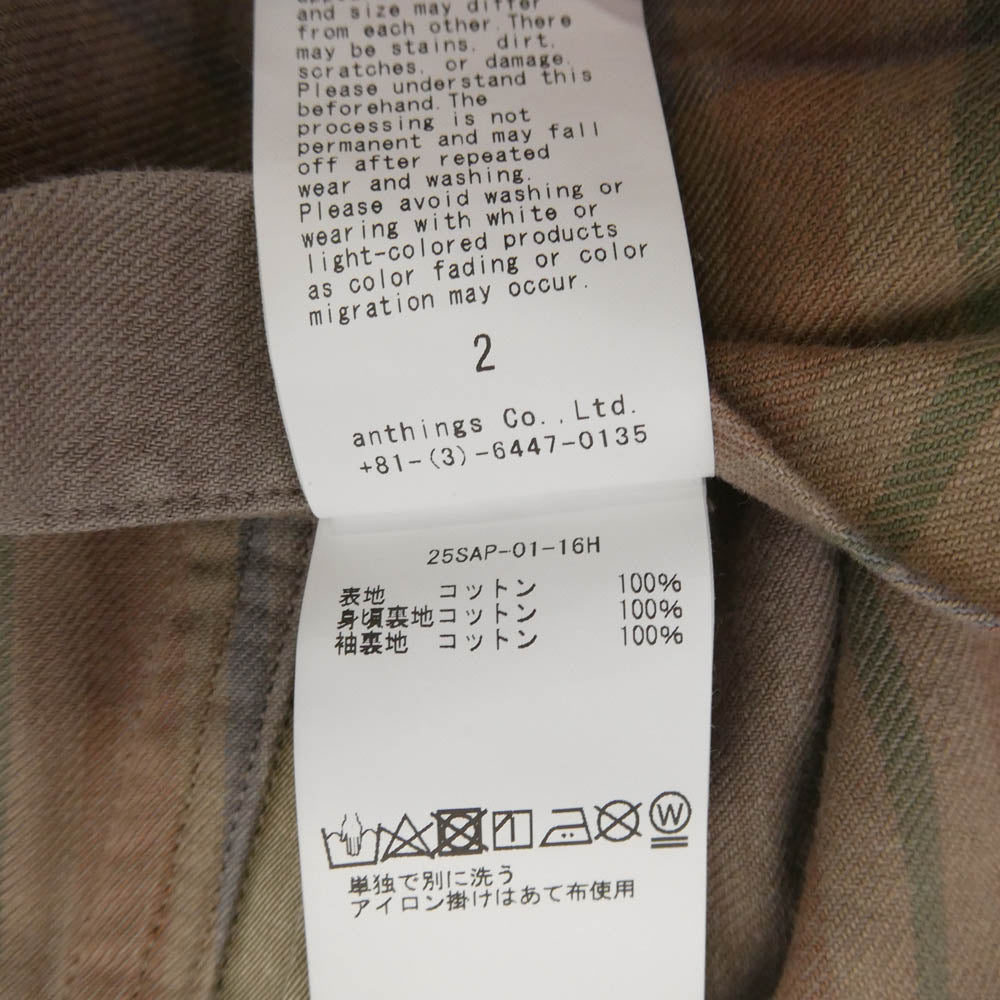 and size may differ
from each other. There
may be stains, dirt,
scratches, or damage.
Please understand this
beforehand. The
processing is not
permanent and may fall
off after repeated
wear and washing.
Please avoid washing or
wearing with white or
light-colored products
as color fading or color
migration may occur.
2
anthings Co., Ltd.
+81-(3)-6447-0135
25SAP-01-16H
表地 コットン 100%
身頃裏地コットン 100%
袖裏地 コットン 100%
W
単独で別に洗う
アイロン掛けはあて布使用